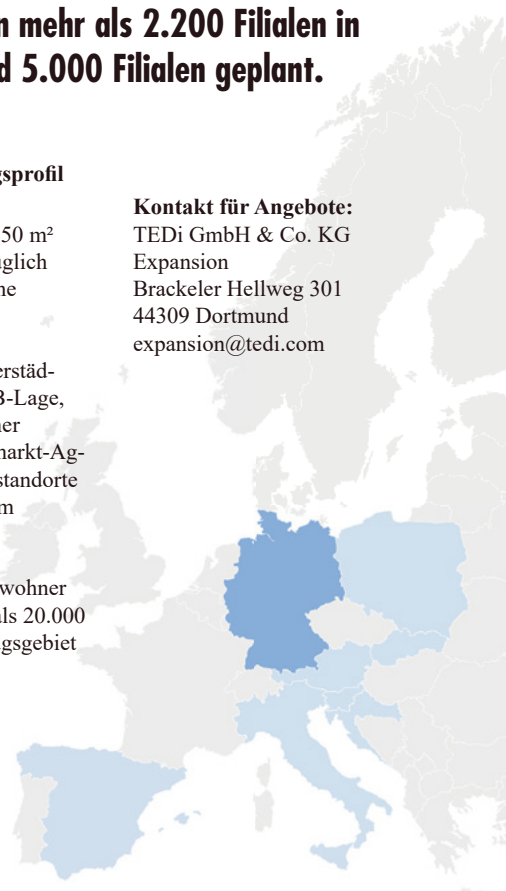 n mehr als 2.200 Filialen in
d 5.000 Filialen geplant.
gsprofil
50 m²
üglich
ne
erstäd-
B-Lage,
ner
markt-Ag-
standorte
m
wohner
als 20.000
gsgebiet
Kontakt für Angebote:
TEDi GmbH & Co. KG
Expansion
Brackeler Hellweg 301
44309 Dortmund
expansion@tedi.com